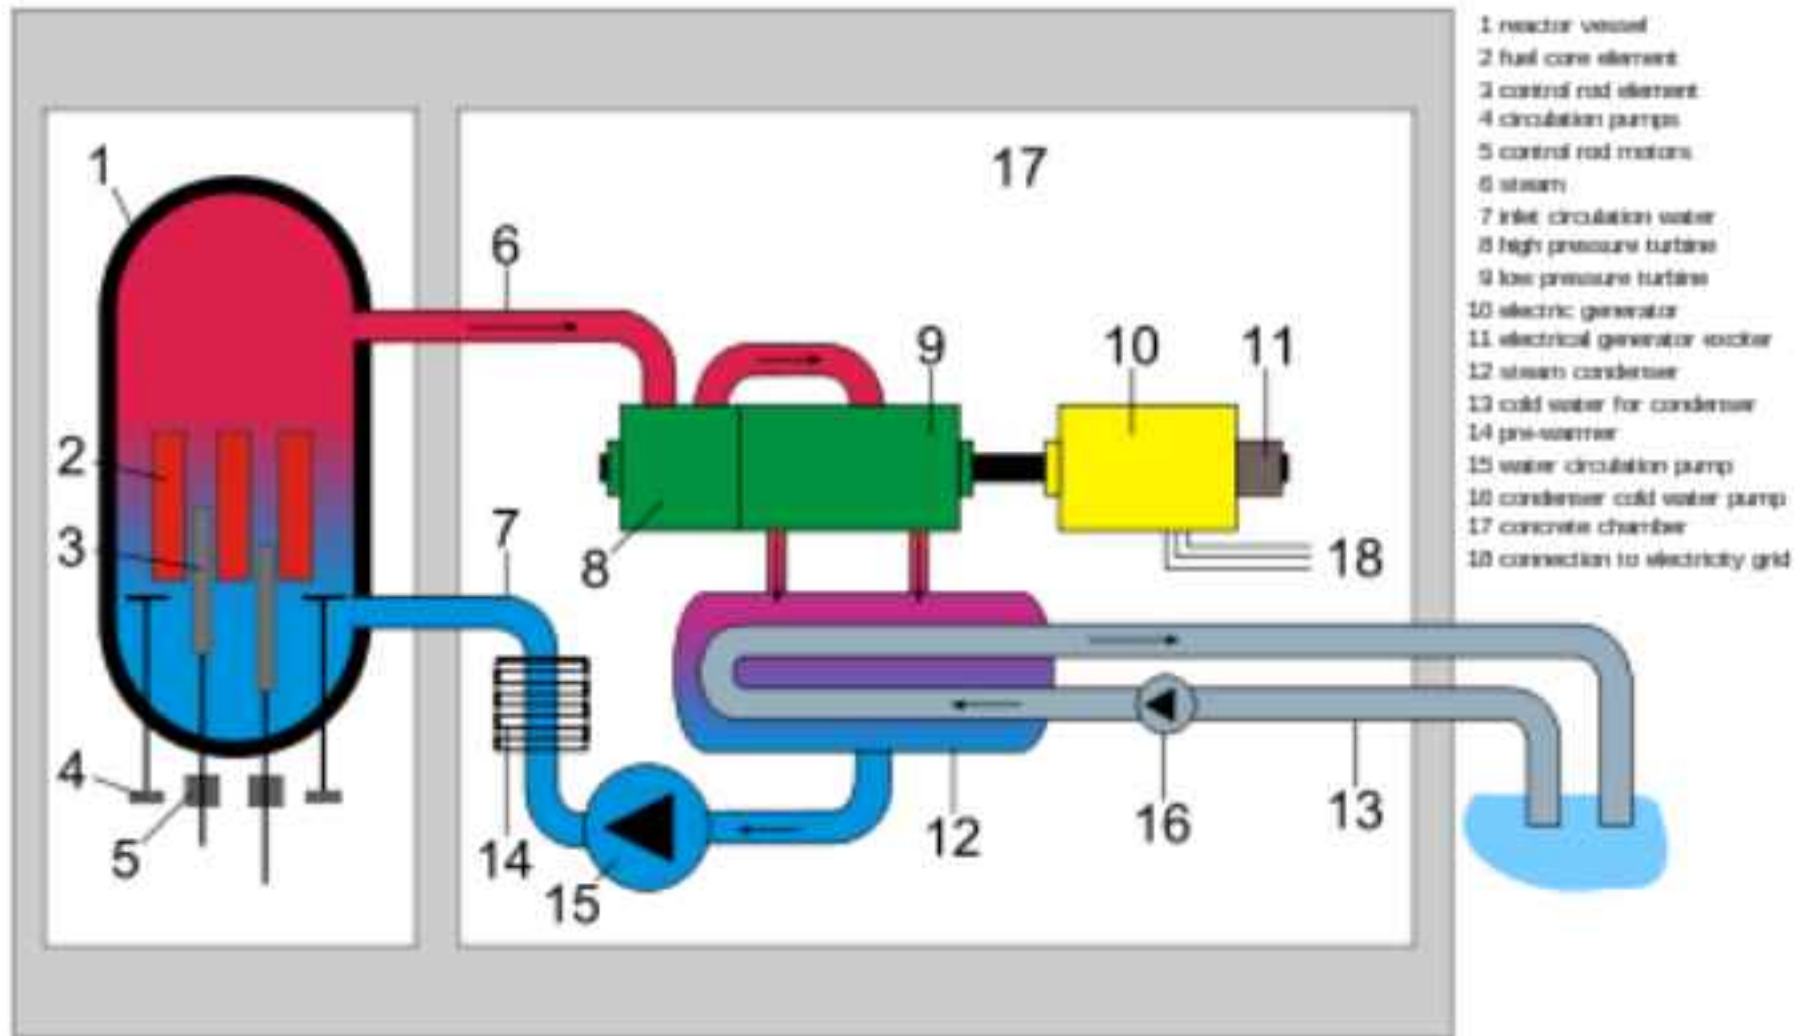 1 reactor vessel
2 fuel core element
3 control rod element
4 circulation pumps
5 control rod motors
6 steam
7 inlet circulation water
8 high pressure turbine
9 low pressure turbine
10 electric generator
11 electrical generator exciter
12 steam condenser
13 cold water for condenser
14 pre-warmer
15 water circulation pump
16 condenser cold water pump
17 concrete chamber
18 connection to electricity grid
1
17
6
9
10
11
2
7
3
8
18
4
5
14
15
12
16
13